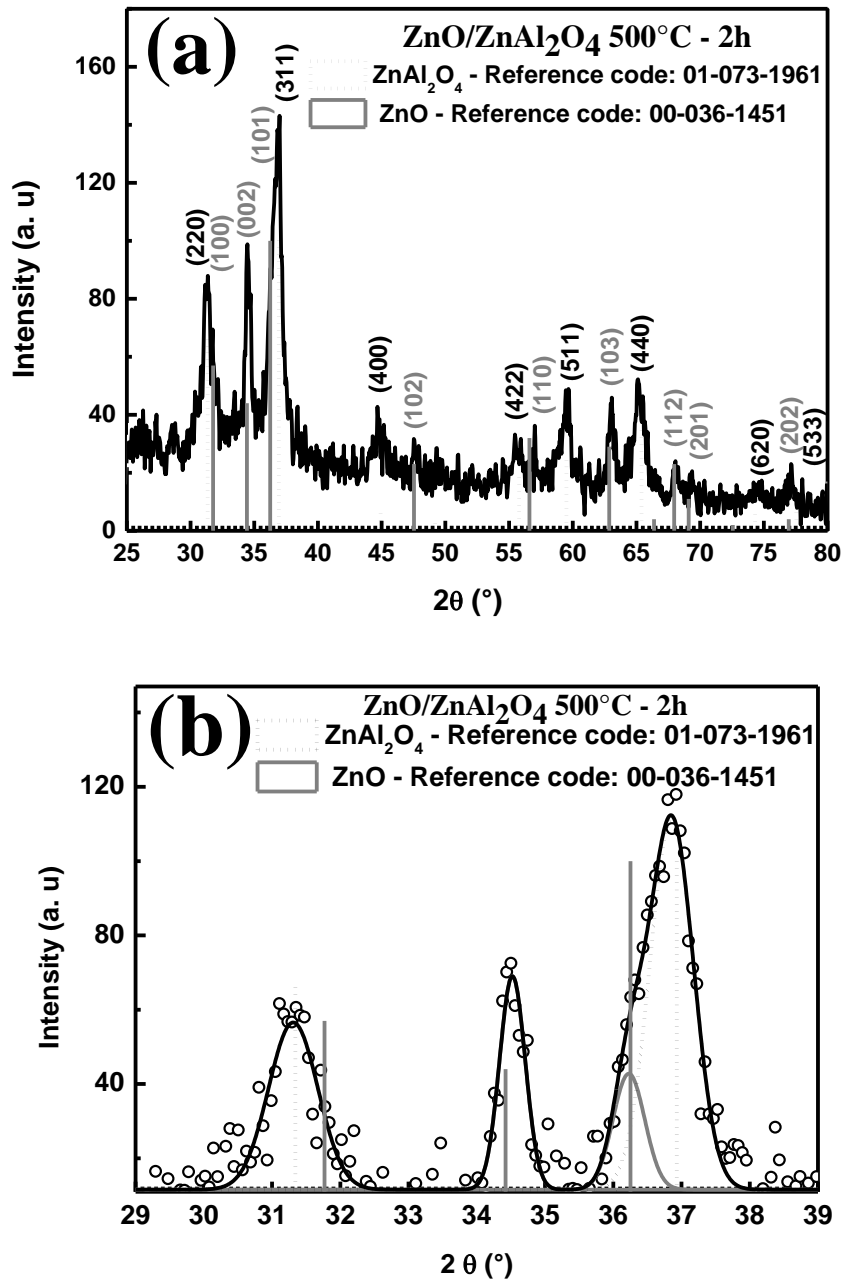 (a)
ZnO/ZnAl₂O₄ 500°C - 2h
ZnAl₂O₄ - Reference code: 01-073-1961
ZnO - Reference code: 00-036-1451
(220)
(100)
(002)
(101)
(311)
(400)
(102)
(422)
(110)
(511)
(103)
(440)
(112)
(201)
(620)
(202)
(533)
Intensity (a. u)
160
120
80
40
0
25 30 35 40 45 50 55 60 65 70 75 80
2θ (°)
(b)
ZnO/ZnAl₂O₄ 500°C - 2h
ZnAl₂O₄ - Reference code: 01-073-1961
ZnO - Reference code: 00-036-1451
Intensity (a. u)
120
80
40
29 30 31 32 33 34 35 36 37 38 39
2 θ (°)